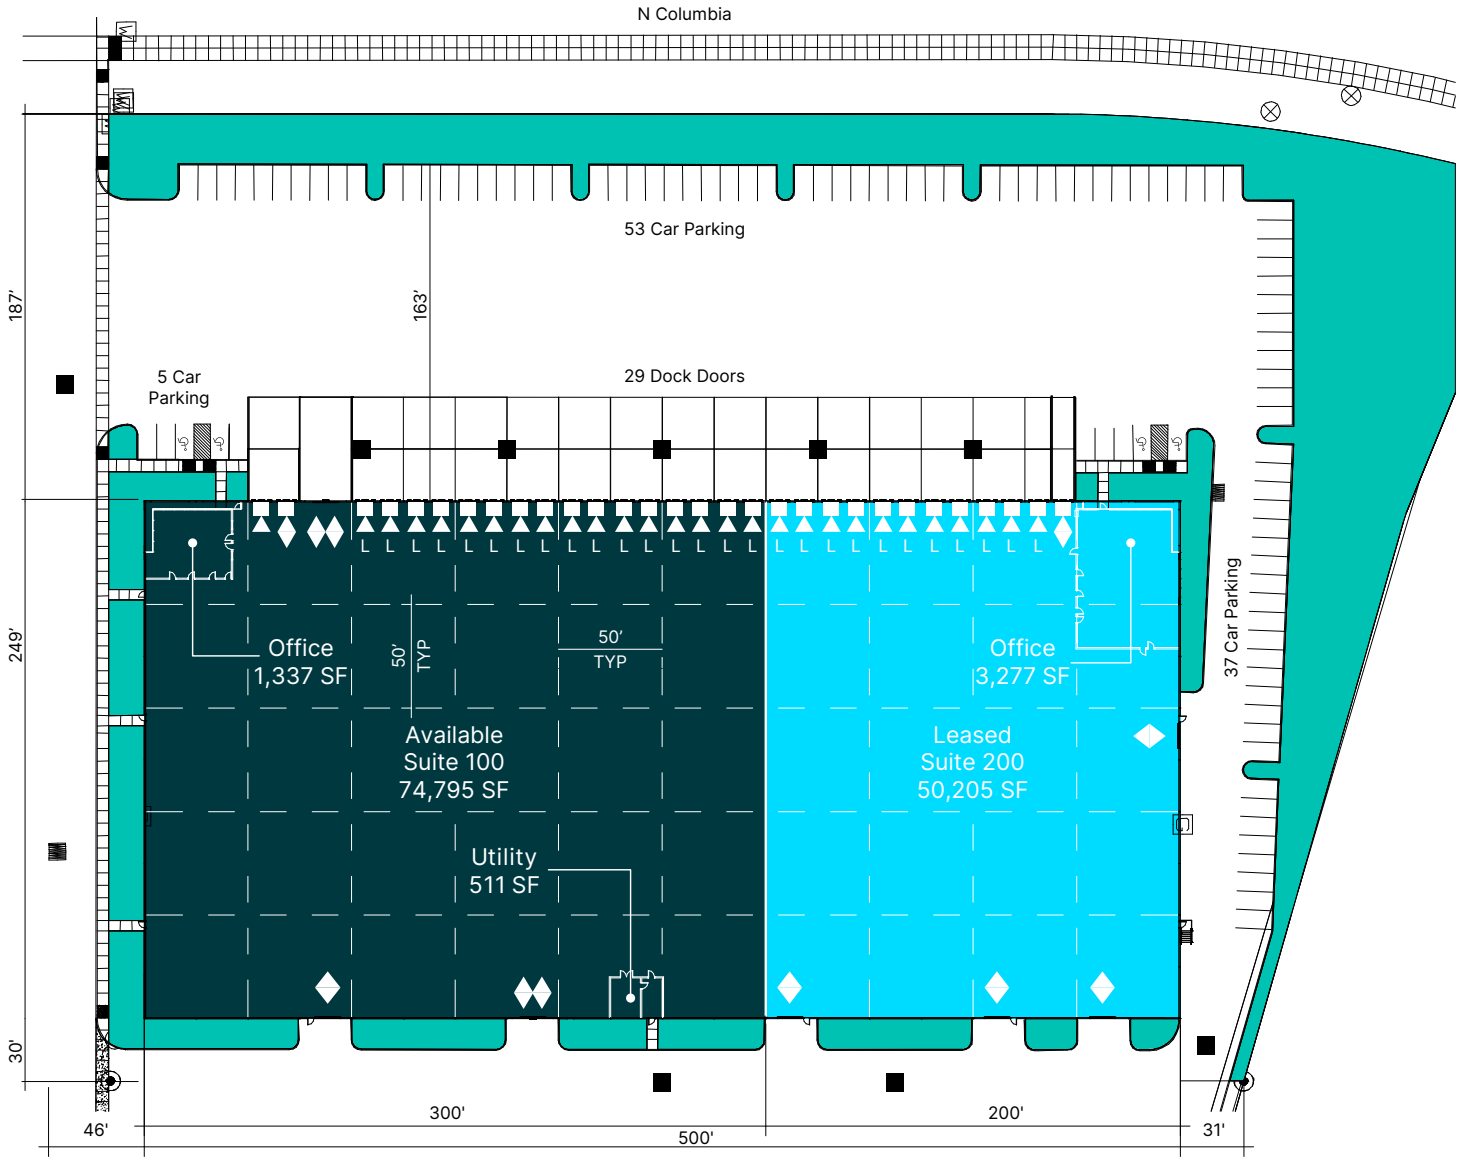 N Columbia
53 Car Parking
187'
163'
5 Car
Parking
29 Dock Doors
L L L L L L L L L L L L L L L L L L L L L L L L L L L
249'
Office
1,337 SF
50'
TYP
50'
TYP
Office
3,277 SF
37 Car Parking
Available
Suite 100
74,795 SF
Leased
Suite 200
50,205 SF
Utility
511 SF
30'
300'
200'
46'
500'
31'